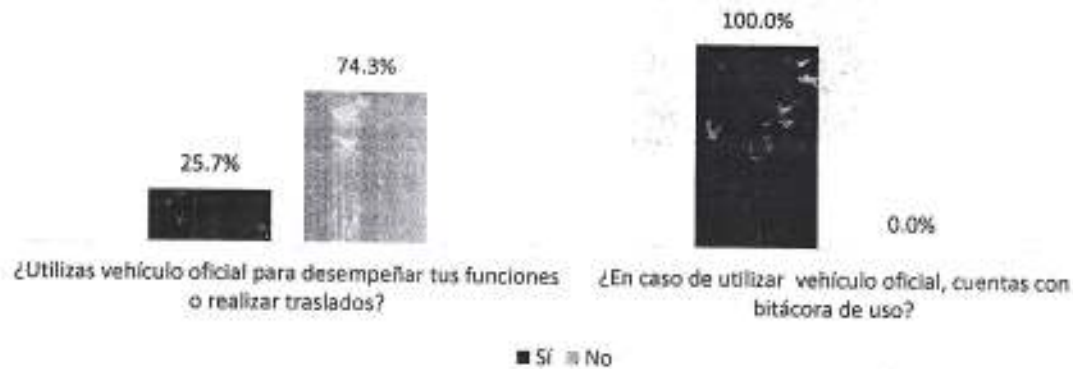 100.0%
74.3%
25.7%
0.0%
¿Utilizas vehículo oficial para desempeñar tus funciones
o realizar traslados?
¿En caso de utilizar vehículo oficial, cuentas con
bitácora de uso?
Sí No